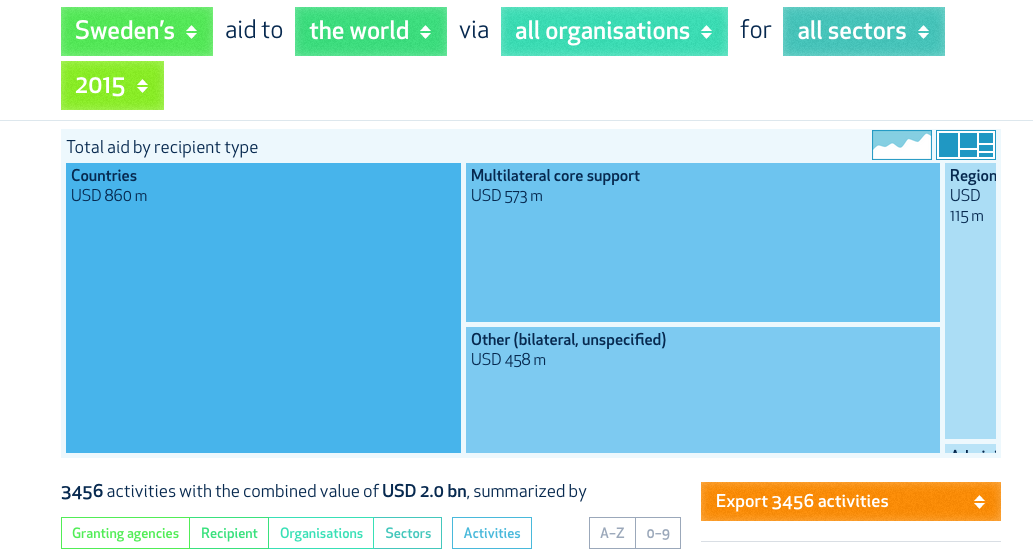 Sweden's aid to the world via all organisations for all sectors
2015
Total aid by recipient type
Countries
USD 860 m
Multilateral core support
USD 573 m
Region
USD
115 m
Other (bilateral, unspecified)
USD 458 m
3456 activities with the combined value of USD 2.0 bn, summarized by
Export 3456 activities
Granting agencies Recipient Organisations Sectors Activities A–Z 0–9